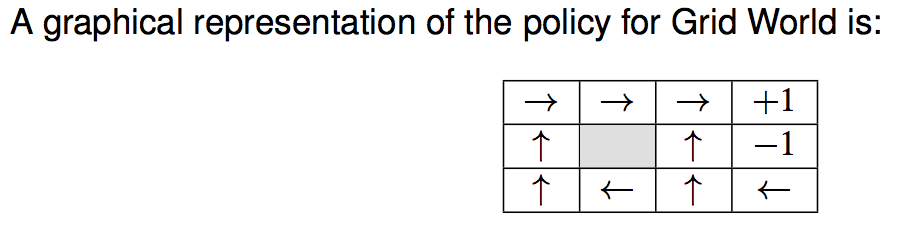 A graphical representation of the policy for Grid World is:
→ → → +1
↑ ↑ −1
↑ ← ↑ ←